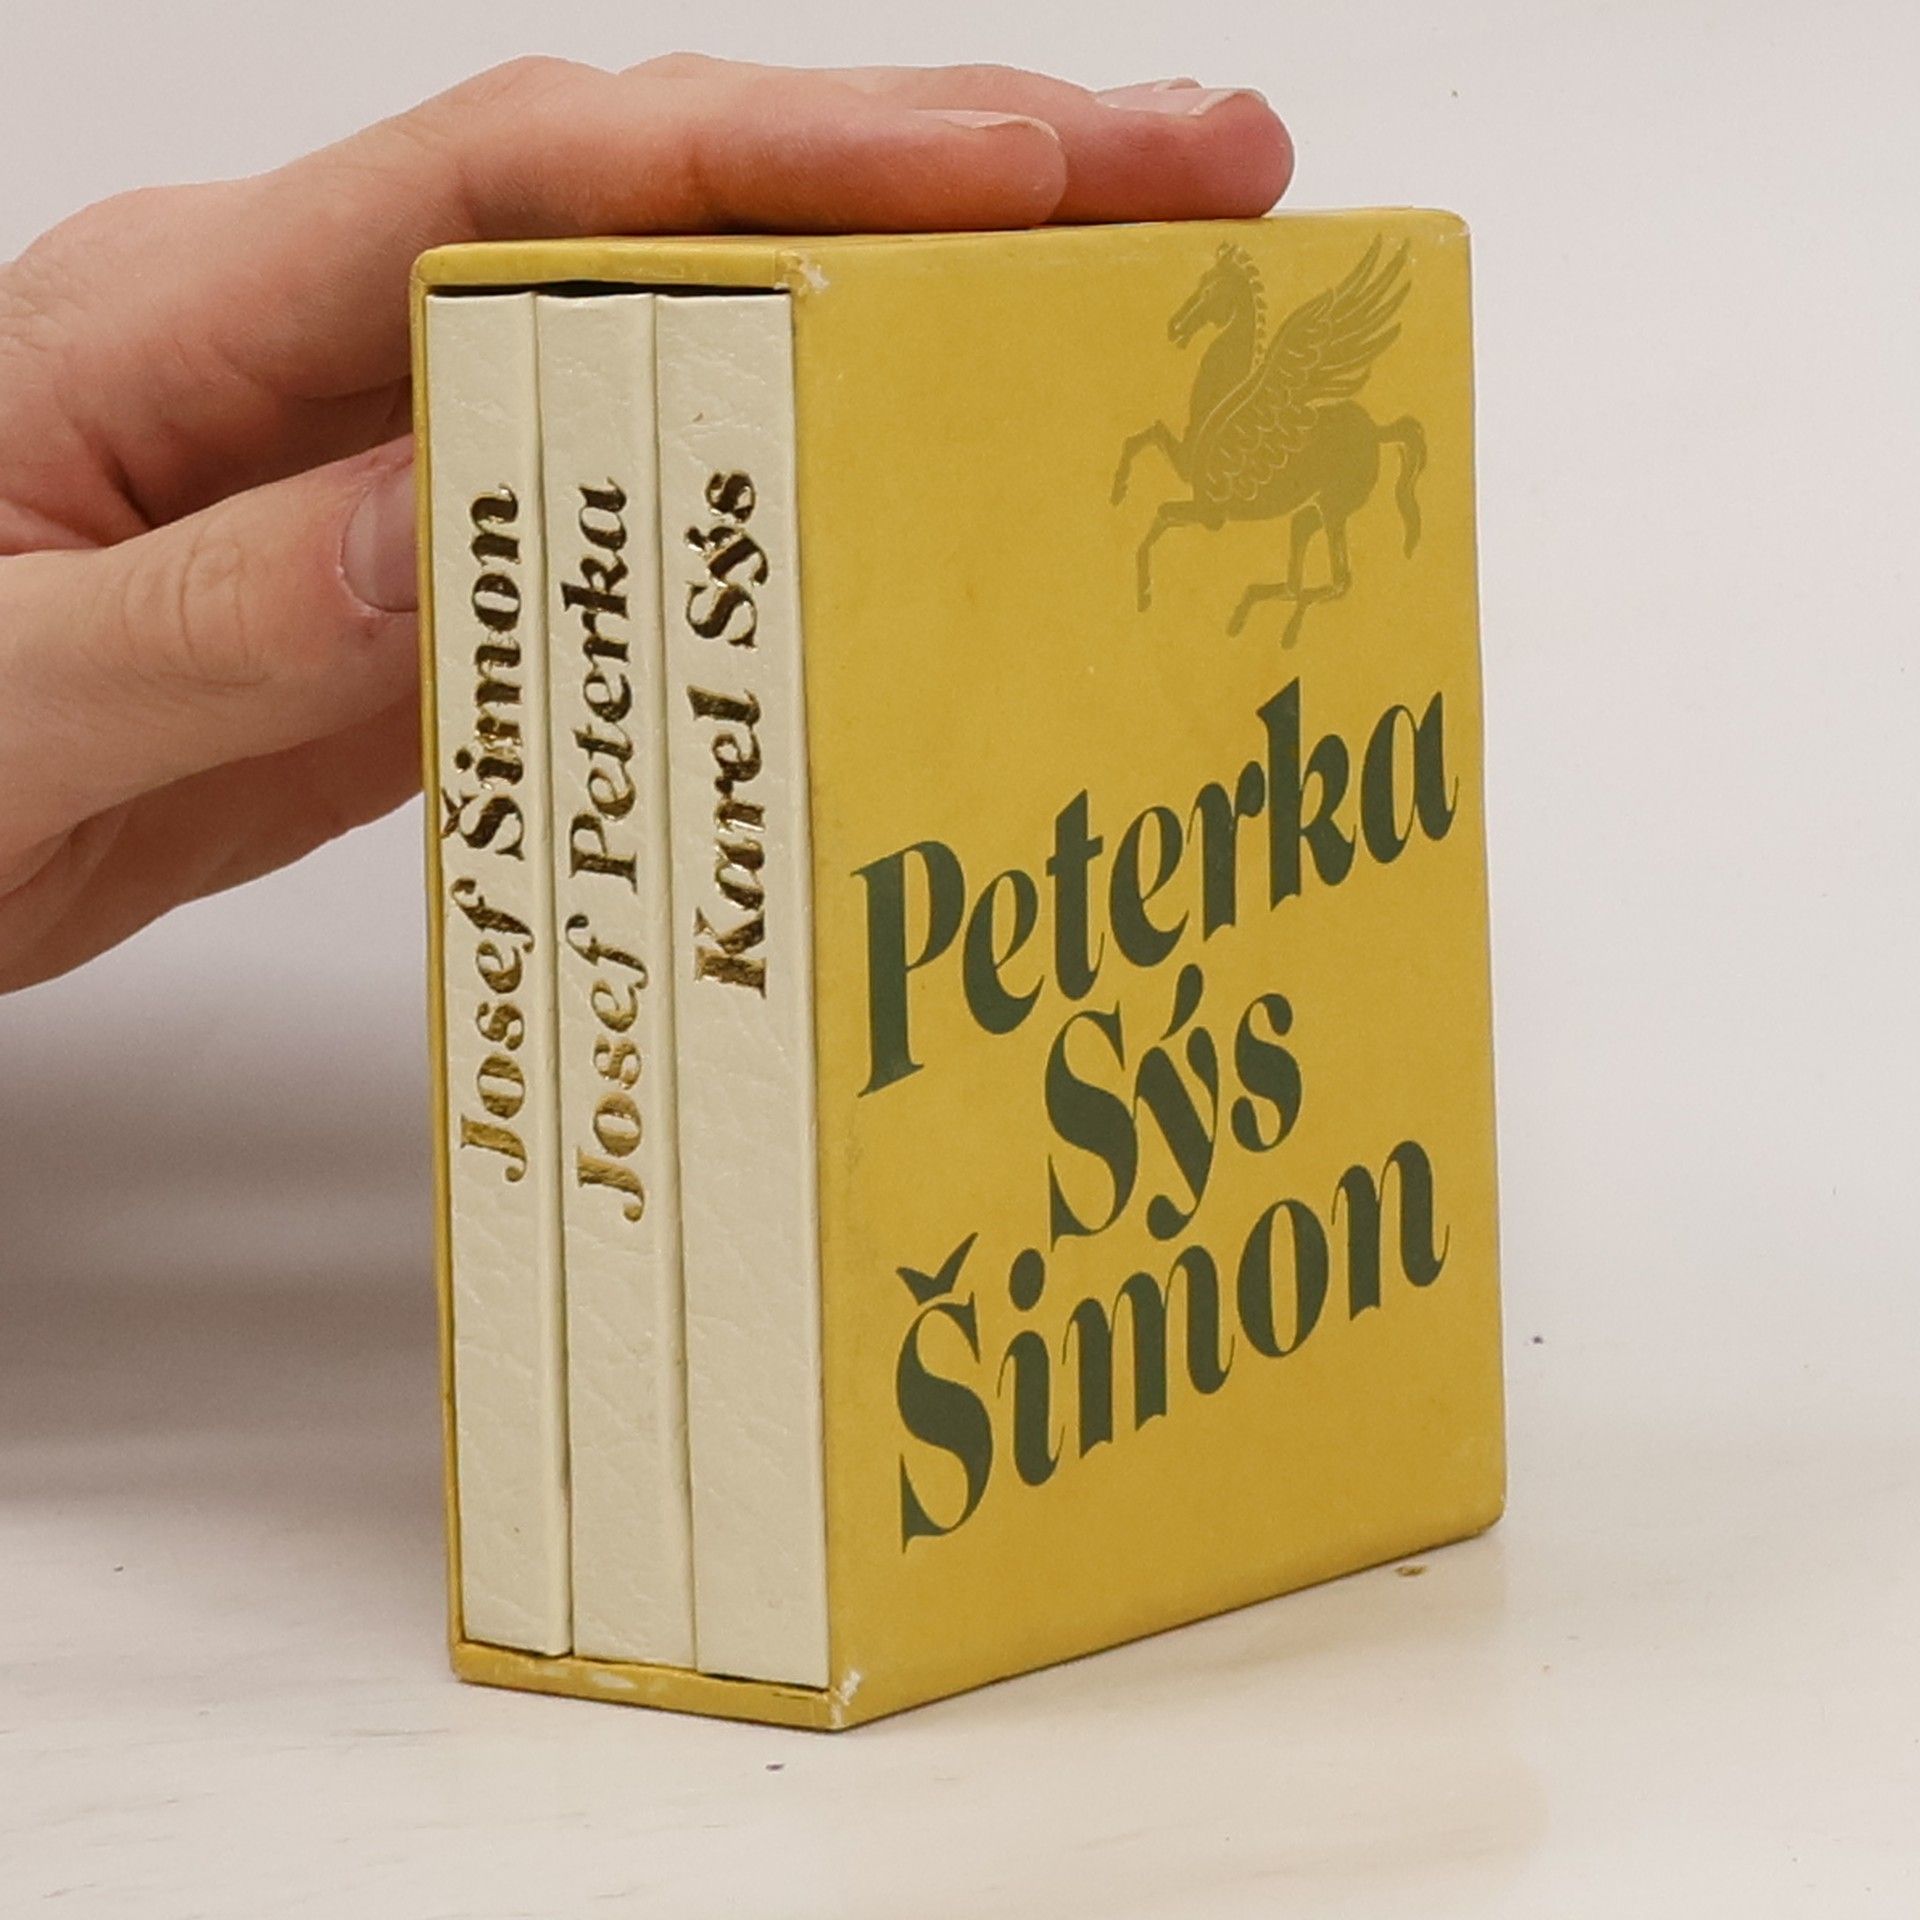 Josef Šimon
Josef Peterka
Karel Sýs
Peterka
Sýs
Šimon